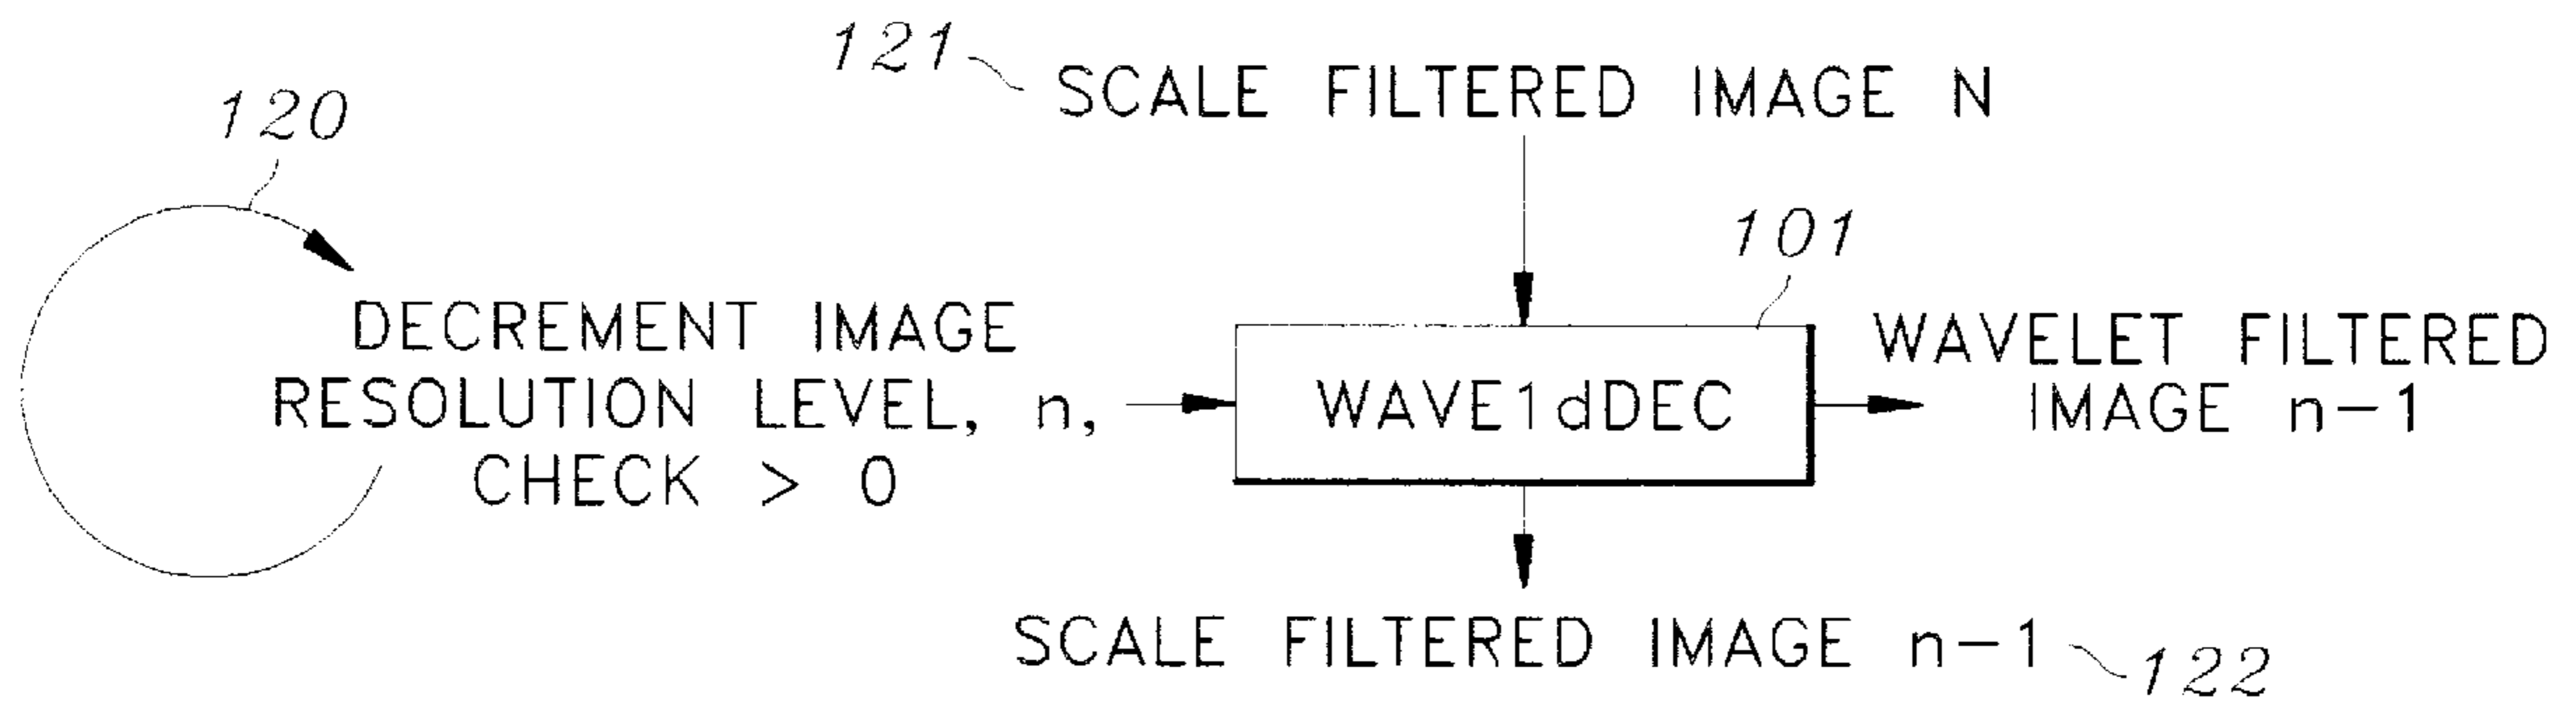 121
SCALE FILTERED IMAGE N
120
101
DECREMENT IMAGE
RESOLUTION LEVEL, n,
CHECK > 0
WAVE1dDEC
WAVELET FILTERED
IMAGE n-1
SCALE FILTERED IMAGE n-1
122